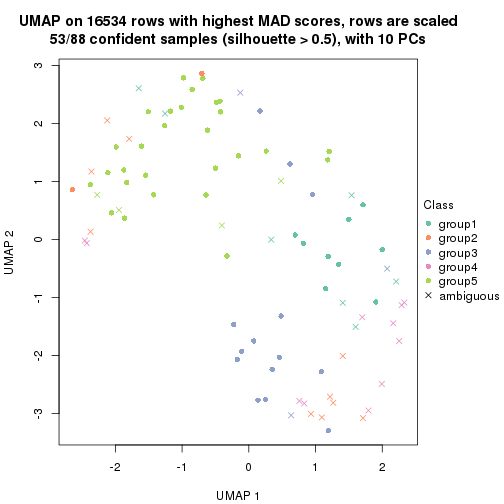 UMAP on 16534 rows with highest MAD scores, rows are scaled
53/88 confident samples (silhouette > 0.5), with 10 PCs
3
2
1
0
-1
-2
-3
UMAP 2
-2
-1
0
1
2
UMAP 1
Class
group1
group2
group3
group4
group5
ambiguous